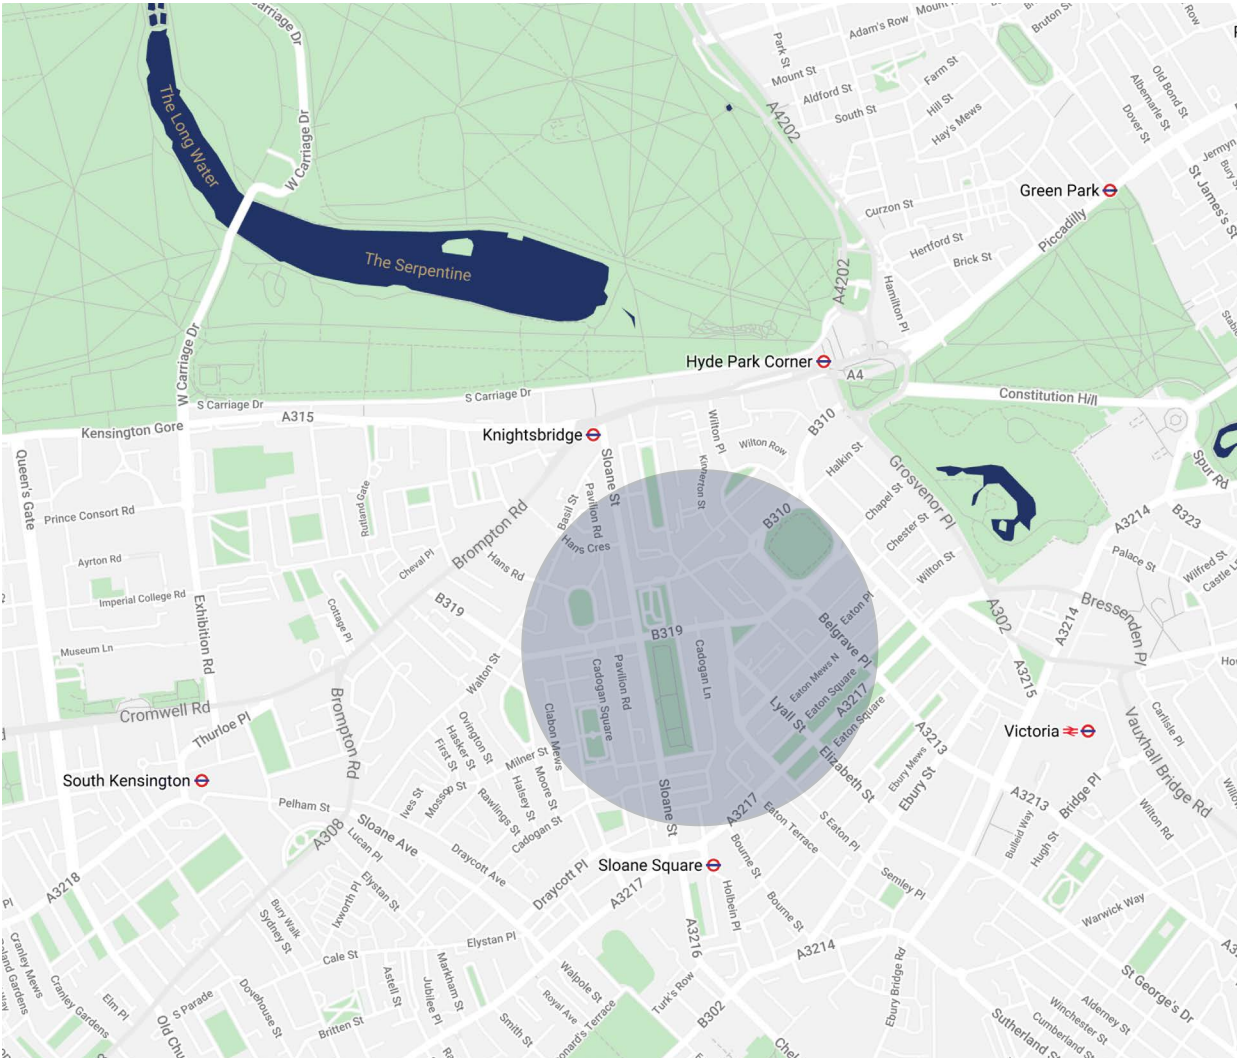 Carriage Dr
Adam's Row
Mount
Bruton St
Row
Park St
Mount St
Aldford St
South St
Farm St
Hill St
Hay's Mews
Old Bond St
Albemarle St
Dover St
Jermyn
Bury S
St James's St
A4202
The Long Water
W Carriage Dr
W Carriage Dr
Green Park
Curzon St
Piccadilly
Hertford St
Brick St
The Serpentine
A4202
Hamilton Pl
Stable
W Carriage Dr
Hyde Park Corner
A4
Constitution Hill
S Carriage Dr
S Carriage Dr
A315
Kensington Gore
Knightsbridge
Wilton Pl
Wilton Row
B310
Halkin St
Grosvenor Pl
Spur Rd
Queen's Gate
Sloane St
Kinnerton St
Rutland Gate
Prince Consort Rd
Basil St
Pavilion Rd
Hans Cres
Brompton Rd
B310
Chapel St
Chester St
Wilton St
A3214
B323
Palace St
Wilfred St
Castle Ln
Ayrton Rd
Cheval Pl
Hans Rd
Imperial College Rd
Exhibition Rd
Cottage Pl
B319
B319
Museum Ln
Belgrave Pl
Eaton Pl
A302
A3214
Bressenden Pl
Walton St
Cadogan Square
Pavilion Rd
Cadogan Ln
Eaton Mews N
Eaton Square
A3217
Eaton Square
Lyall St
A3215
Cromwell Rd
Thurloe Pl
Brompton Rd
Clabon Mews
Ovington St
Hasker St
First St
Milner St
Elizabeth St
A3213
Victoria
Carlisle Pl
Vauxhall Bridge Rd
South Kensington
Pelham St
Ives St
Mossop St
Rawlings St
Halsey St
Moore St
Cadogan St
Sloane St
A3217
Eaton Terrace
Ebury Mews
Ebury St
S Eaton Pl
A3213
Bridge Pl
Wilton Rd
Bulleid Way
Hugh St
A308
Lucan Pl
Sloane Ave
Draycott Ave
Draycott Pl
A3217
Sloane Square
Bourne St
Holbein Pl
Bourne St
Semley Pl
A3218
Elystan St
Ixworth Pl
Bury Walk
Sydney St
Warwick Way
Cranley Mews
Cranley Gardens
Elm Pl
S Parade
Dovehouse St
Cale St
Elystan Pl
Astell St
Markham St
Jubilee Pl
Britten St
Smith St
Walpole St
Royal Ave
Turk's Row
A3216
A3214
B302
Ebury Bridge Rd
St George's Dr
Alderney St
Winchester St
Cumberland St
Sutherland St
Old Chu
Chel